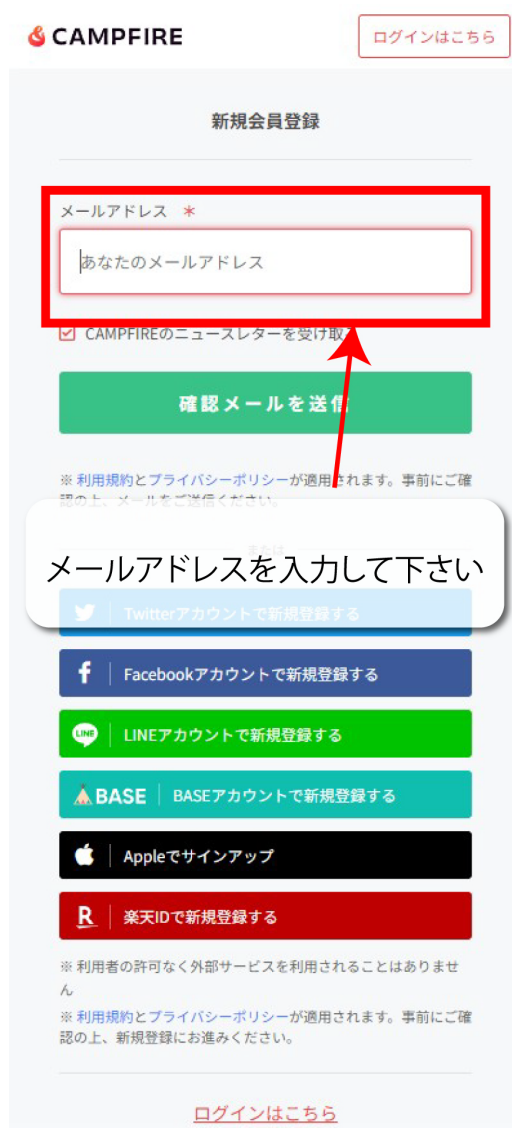 CAMPFIRE
ログインはこちら
新規会員登録
メールアドレス *
あなたのメールアドレス
CAMPFIREのニュースレターを受け取る
確認メールを送信
※ 利用規約とプライバシーポリシーが適用されます。事前にご確
認の上、メールをご送信ください。
または
メールアドレスを入力して下さい
Twitterアカウントで新規登録する
Facebookアカウントで新規登録する
LINE
LINEアカウントで新規登録する
BASE
BASEアカウントで新規登録する
Appleでサインアップ
R
楽天IDで新規登録する
※ 利用者の許可なく外部サービスを利用されることはありませ
ん
※ 利用規約とプライバシーポリシーが適用されます。事前にご確
認の上、新規登録にお進みください。
ログインはこちら